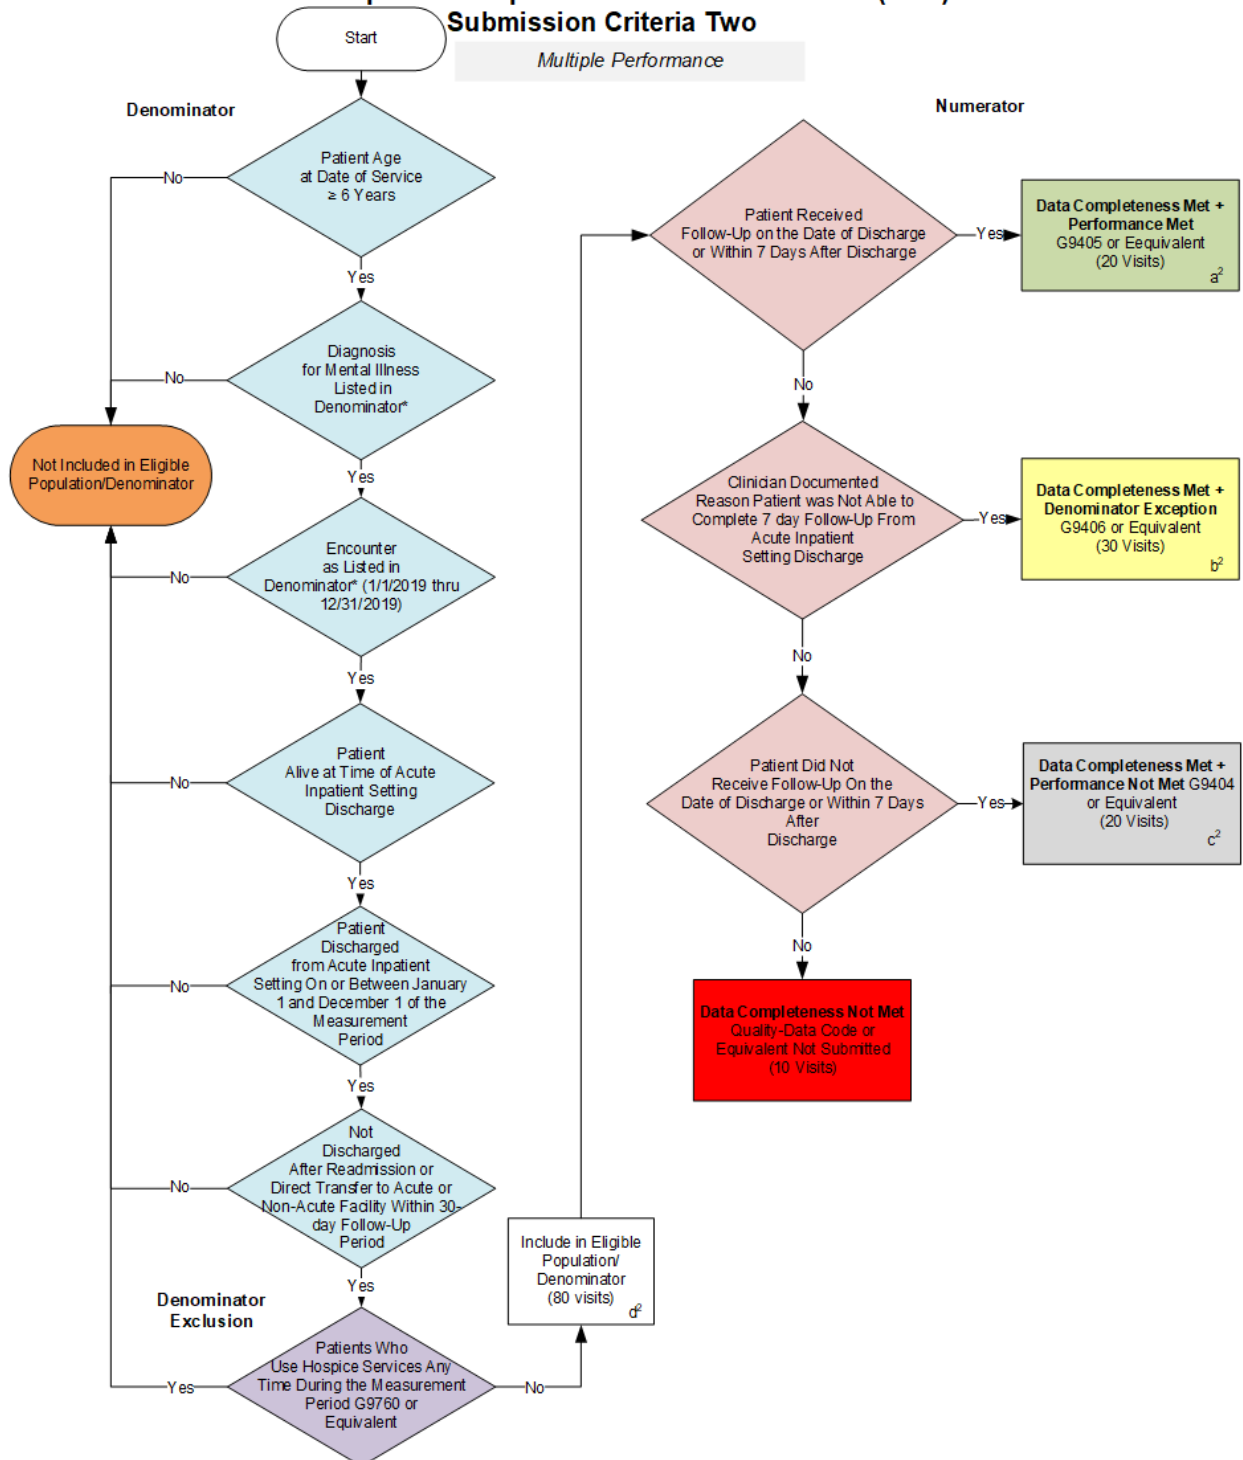 Submission Criteria Two
Multiple Performance
Start
Denominator
Patient Age
at Date of Service
≥ 6 Years
No
Yes
Diagnosis
for Mental Illness
Listed in
Denominator*
No
Yes
Not Included in Eligible
Population/Denominator
Encounter
as Listed in
Denominator* (1/1/2019 thru
12/31/2019)
No
Yes
Patient
Alive at Time of Acute
Inpatient Setting
Discharge
No
Yes
Patient
Discharged
from Acute Inpatient
Setting On or Between January
1 and December 1 of the
Measurement
Period
No
Yes
Not
Discharged
After Readmission or
Direct Transfer to Acute or
Non-Acute Facility Within 30-
day Follow-Up
Period
No
Yes
Denominator
Exclusion
Patients Who
Use Hospice Services Any
Time During the Measurement
Period G9760 or
Equivalent
Yes
No
Include in Eligible
Population/
Denominator
(80 visits)
d²
Numerator
Patient Received
Follow-Up on the Date of Discharge
or Within 7 Days After Discharge
Yes
Data Completeness Met +
Performance Met
G9405 or Eequivalent
(20 Visits)
a²
No
Clinician Documented
Reason Patient was Not Able to
Complete 7 day Follow-Up From
Acute Inpatient
Setting Discharge
Yes
Data Completeness Met +
Denominator Exception
G9406 or Equivalent
(30 Visits)
b²
No
Patient Did Not
Receive Follow-Up On the
Date of Discharge or Within 7 Days
After
Discharge
Yes
Data Completeness Met +
Performance Not Met G9404
or Equivalent
(20 Visits)
c²
No
Data Completeness Not Met
Quality-Data Code or
Equivalent Not Submitted
(10 Visits)